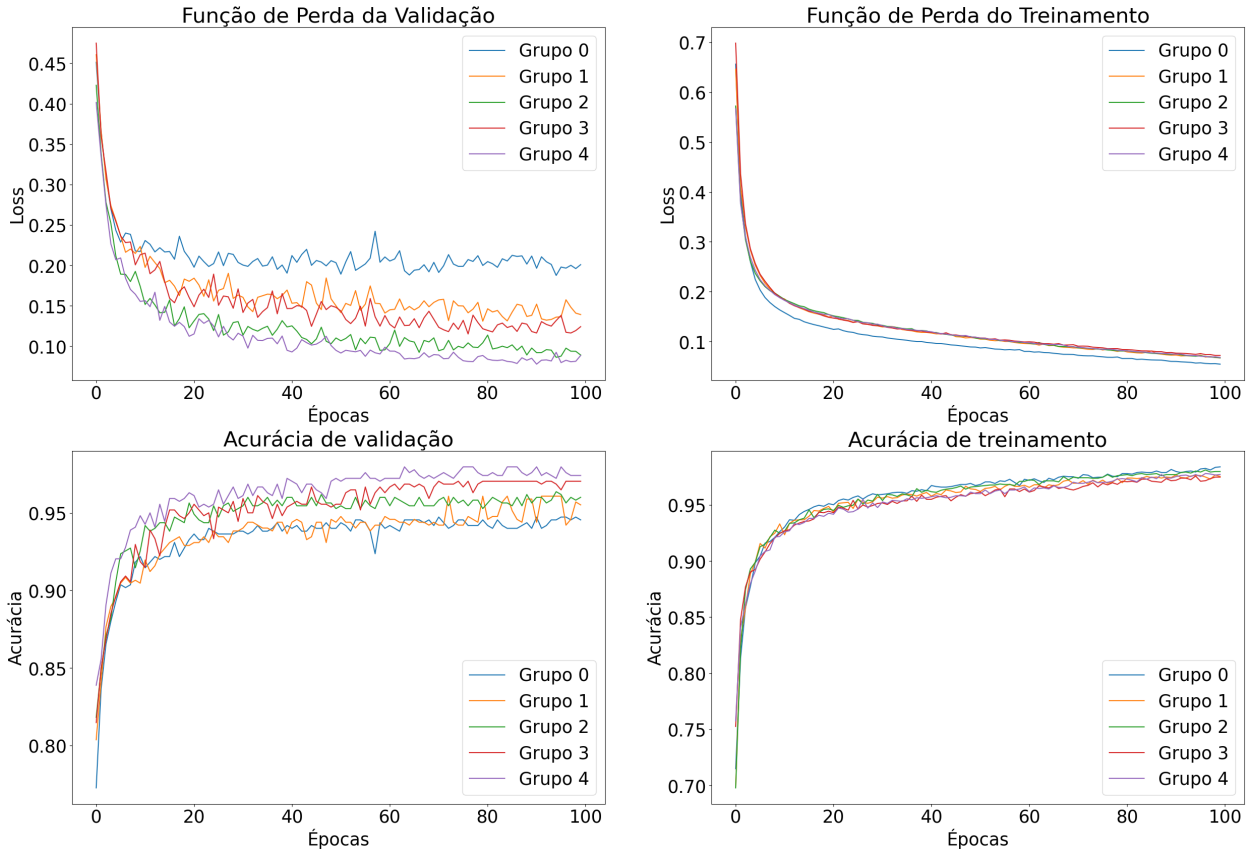 Função de Perda da Validação
0.45
0.40
0.35
0.30
0.25
0.20
0.15
0.10
Loss
0 20 40 60 80 100
Épocas
Grupo 0
Grupo 1
Grupo 2
Grupo 3
Grupo 4
Função de Perda do Treinamento
0.7
0.6
0.5
0.4
0.3
0.2
0.1
Loss
0 20 40 60 80 100
Épocas
Grupo 0
Grupo 1
Grupo 2
Grupo 3
Grupo 4
Acurácia de validação
0.95
0.90
0.85
0.80
Acurácia
0 20 40 60 80 100
Épocas
Grupo 0
Grupo 1
Grupo 2
Grupo 3
Grupo 4
Acurácia de treinamento
0.95
0.90
0.85
0.80
0.75
0.70
Acurácia
0 20 40 60 80 100
Épocas
Grupo 0
Grupo 1
Grupo 2
Grupo 3
Grupo 4